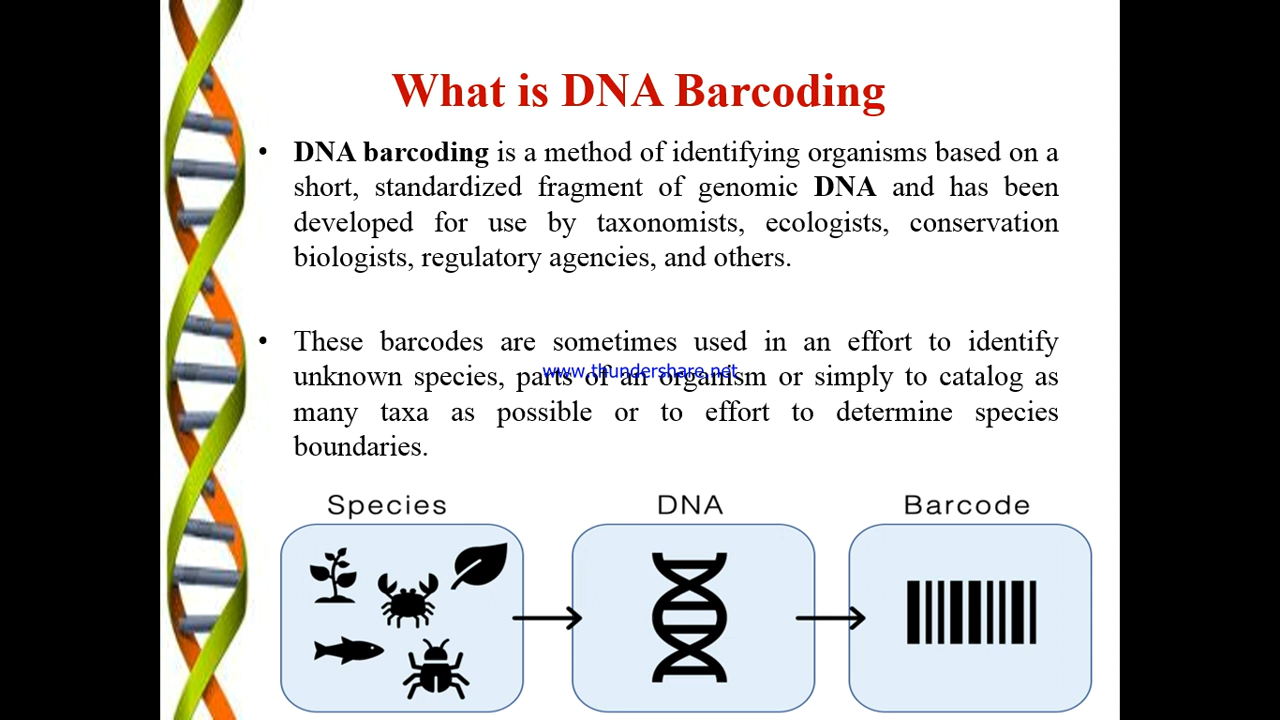 What is DNA Barcoding
• DNA barcoding is a method of identifying organisms based on a
short, standardized fragment of genomic DNA and has been
developed for use by taxonomists, ecologists, conservation
biologists, regulatory agencies, and others.
• These barcodes are sometimes used in an effort to identify
unknown species, parts of an organism or simply to catalog as
www.thundershare.net
many taxa as possible or to effort to determine species
boundaries.
Species DNA Barcode